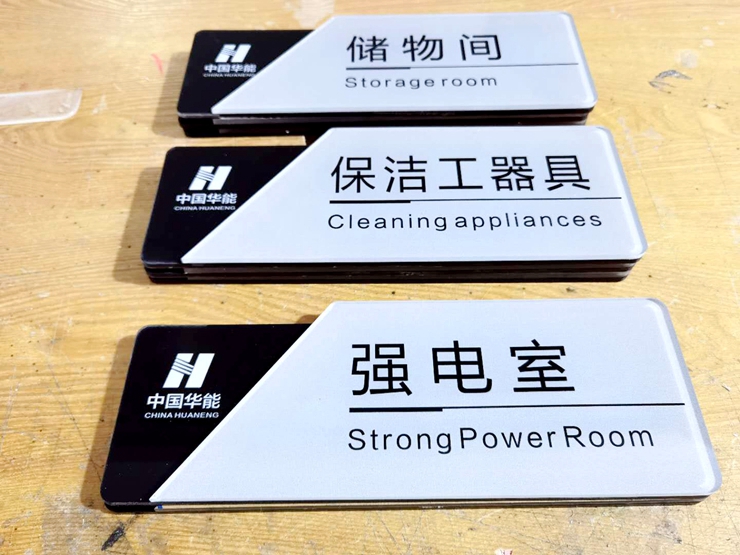 中国华能
CHINA HUANENG
储物间
Storage room
中国华能
CHINA HUANENG
保洁工器具
Cleaning appliances
中国华能
CHINA HUANENG
强电室
Strong Power Room